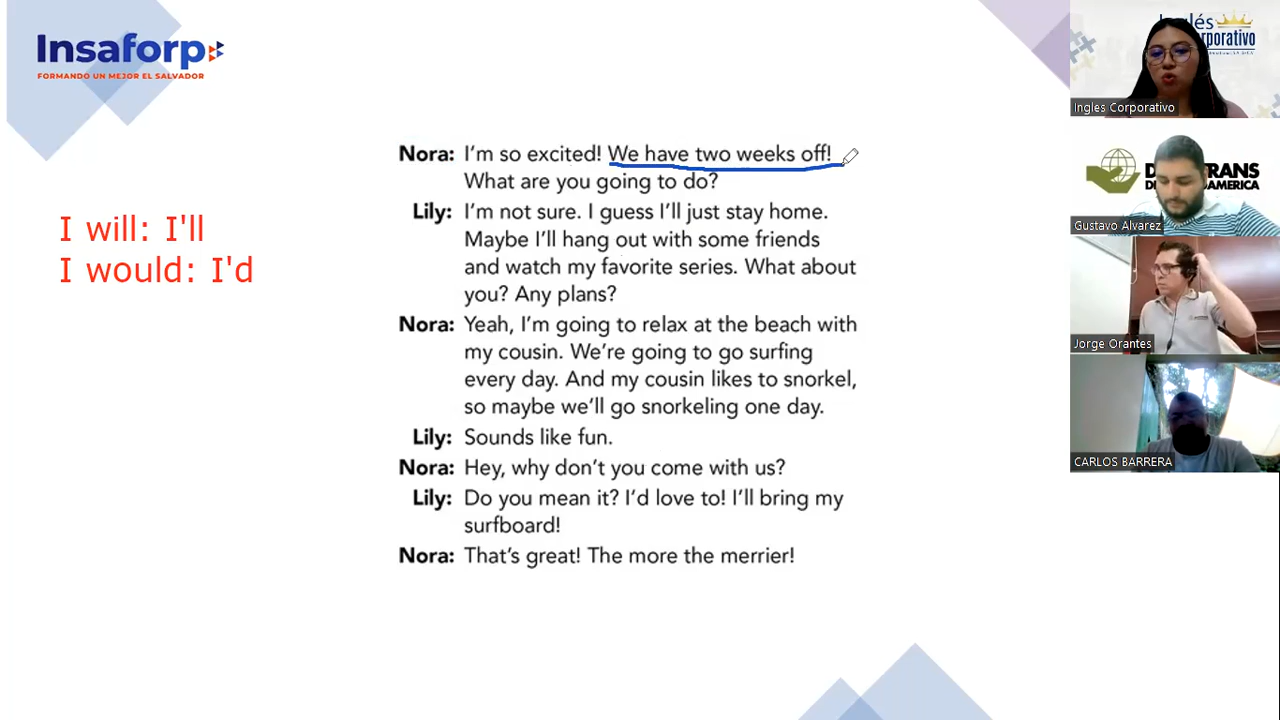 Insaforp
FORMANDO UN MEJOR EL SALVADOR
I will: I'll
I would: I'd
Nora: I'm so excited! We have two weeks off!
What are you going to do?
Lily: I'm not sure. I guess I'll just stay home.
Maybe I'll hang out with some friends
and watch my favorite series. What about
you? Any plans?
Nora: Yeah, I'm going to relax at the beach with
my cousin. We're going to go surfing
every day. And my cousin likes to snorkel,
so maybe we'll go snorkeling one day.
Lily: Sounds like fun.
Nora: Hey, why don't you come with us?
Lily: Do you mean it? I'd love to! I'll bring my
surfboard!
Nora: That's great! The more the merrier!
Inglés
Ingles Corporativo
Gustavo Alvarez
Jorge Orantes
CARLOS BARRERA